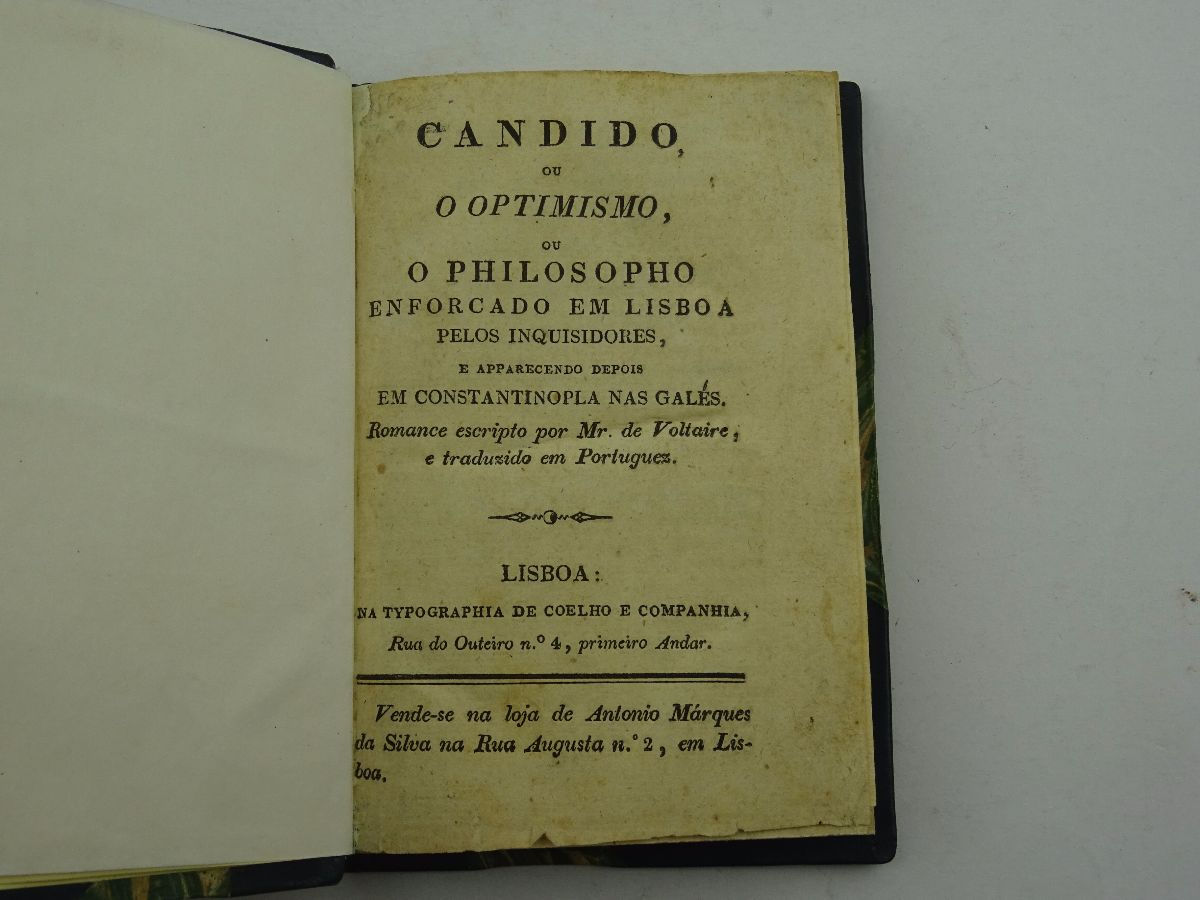 CANDIDO,
OU
O OPTIMISMO,
OU
O PHILOSOPHO
ENFORCADO EM LISBOA
PELOS INQUISIDORES,
E APPARECENDO DEPOIS
EM CONSTANTINOPLA NAS GALÉS.
Romance escripto por Mr. de Voltaire,
e traduzido em Portuguez.
LISBOA:
NA TYPOGRAPHIA DE COELHO E COMPANHIA,
Rua do Outeiro n.º 4, primeiro Andar.
Vende-se na loja de Antonio Márques
da Silva na Rua Augusta n.º 2, em Lis-
boa.